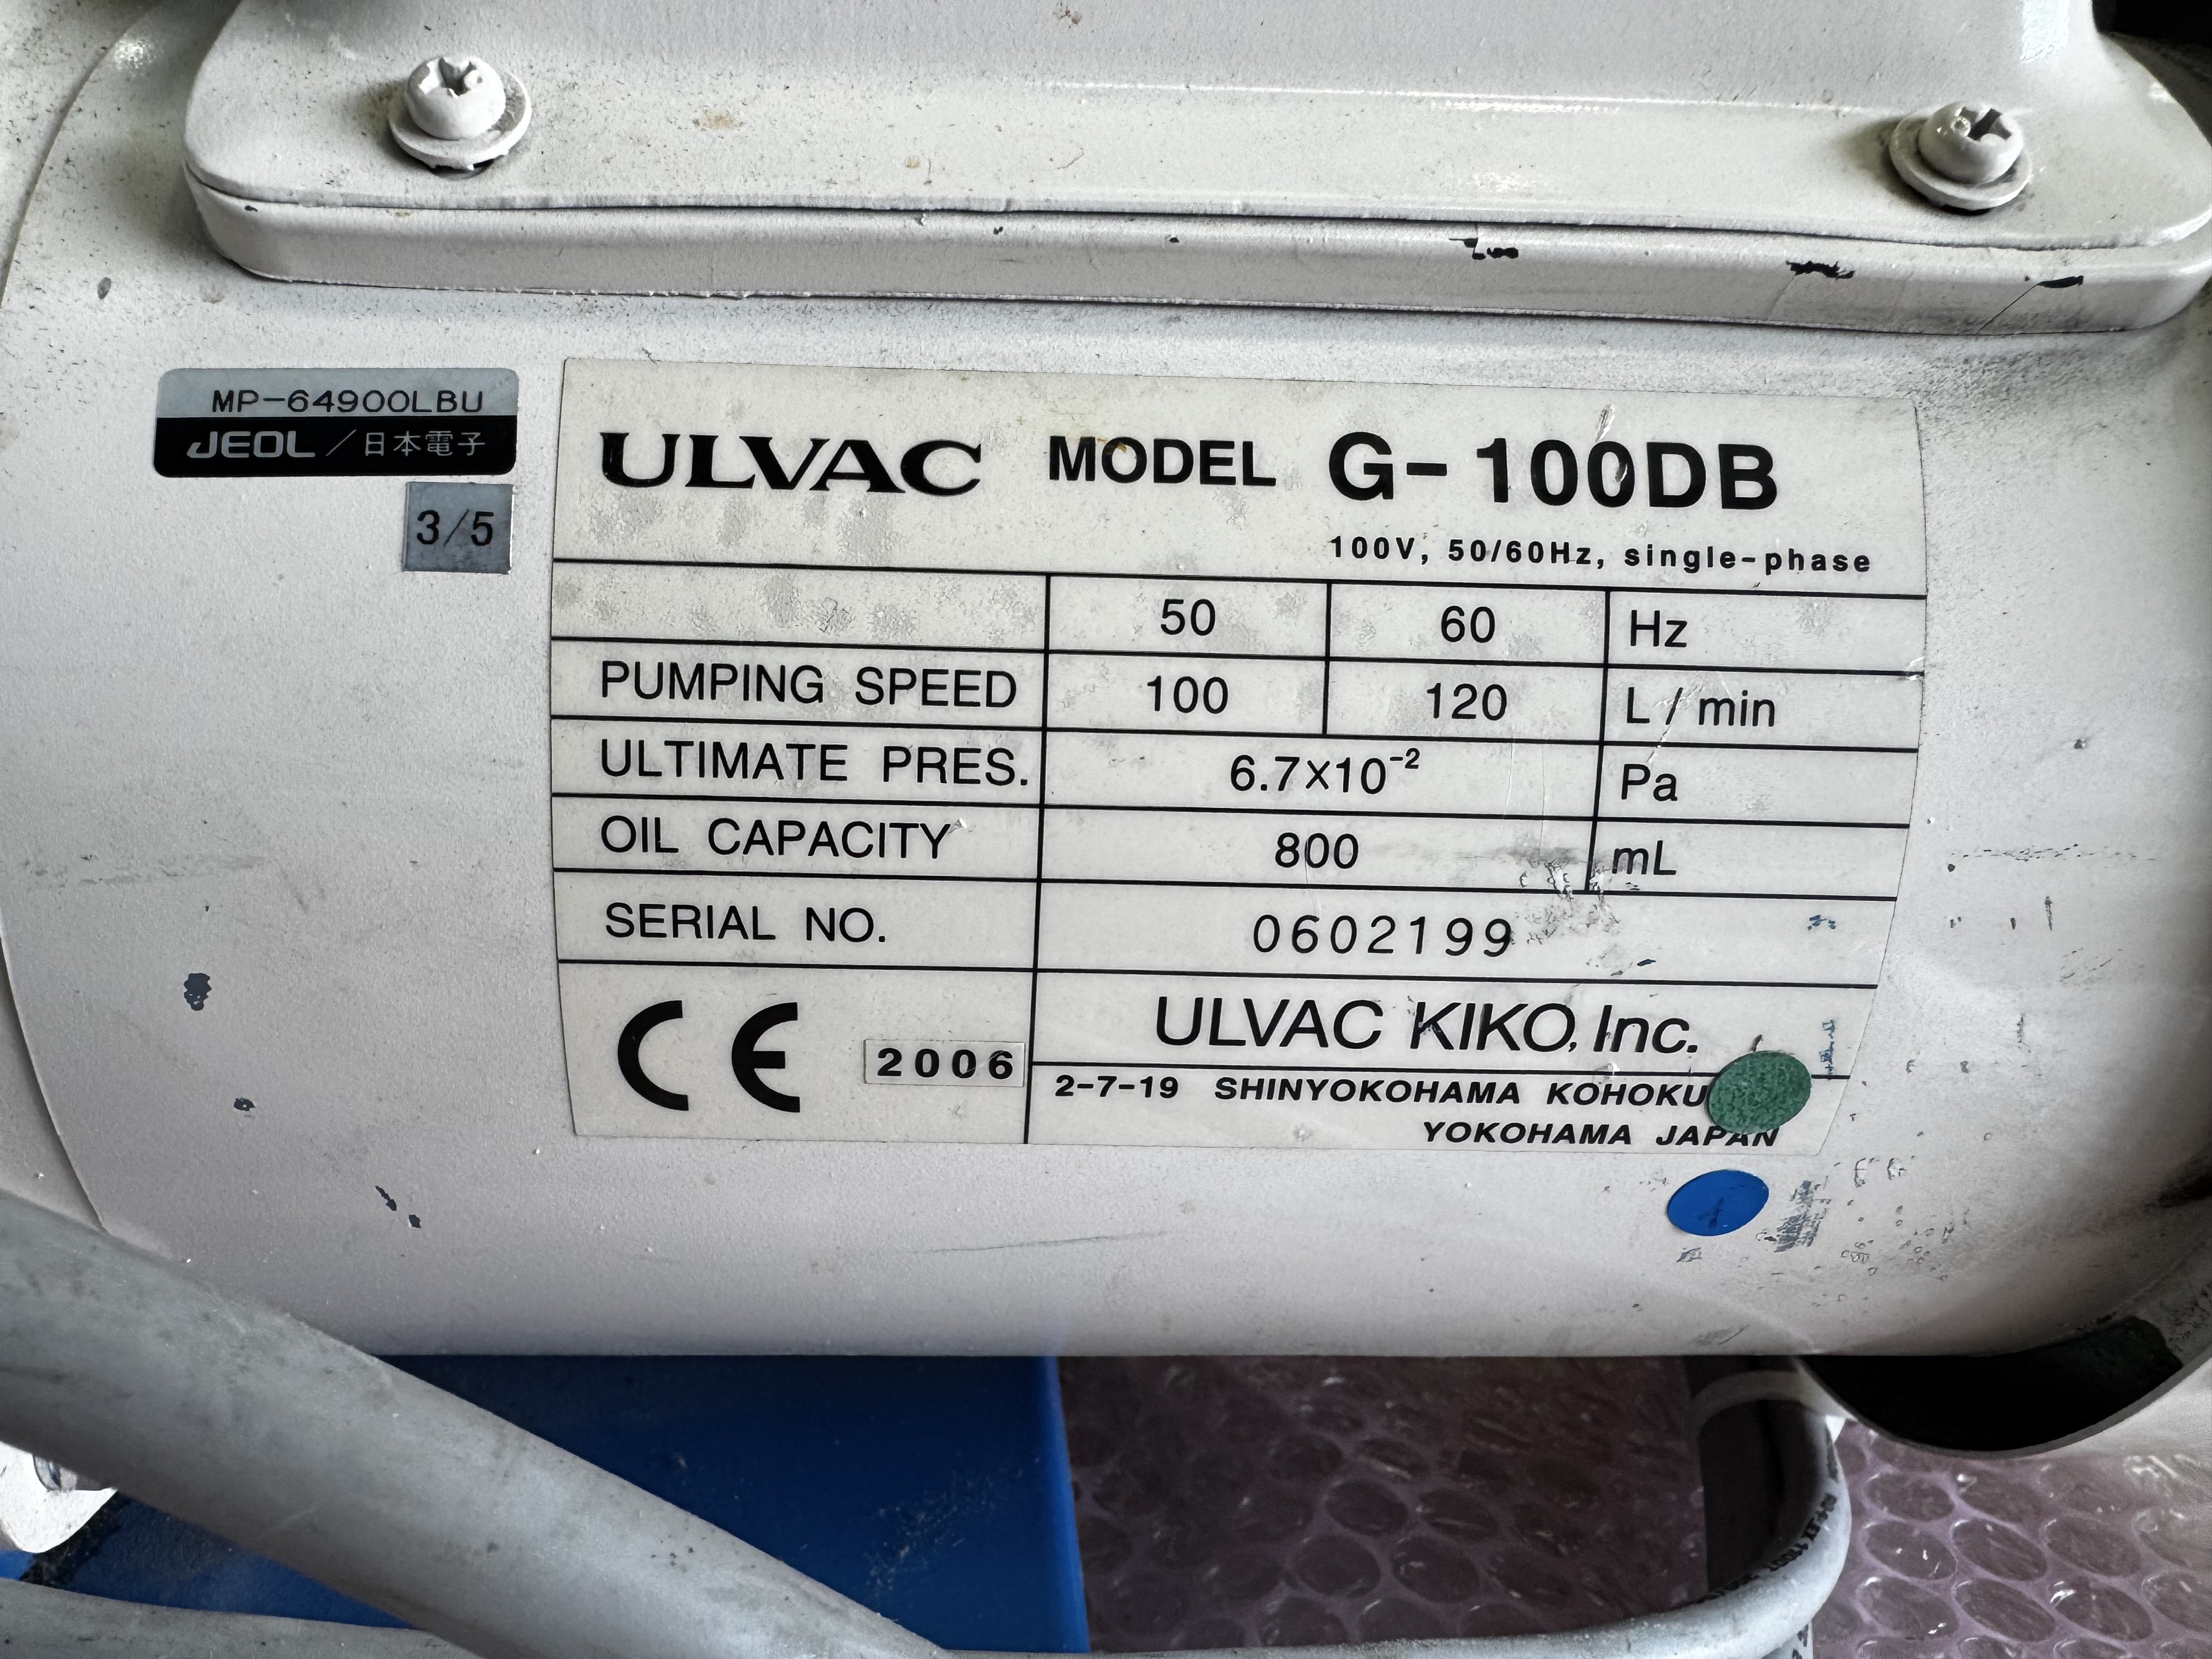 MP-64900LBU
JEOL/日本電子
3/5
ULVAC MODEL G-100DB
100V, 50/60Hz, single-phase
50 60 Hz
PUMPING SPEED 100 120 L/min
ULTIMATE PRES. 6.7×10⁻² Pa
OIL CAPACITY 800 mL
SERIAL NO. 0602199
CE 2006
ULVAC KIKO, Inc.
2-7-19 SHINYOKOHAMA KOHOKU
YOKOHAMA JAPAN